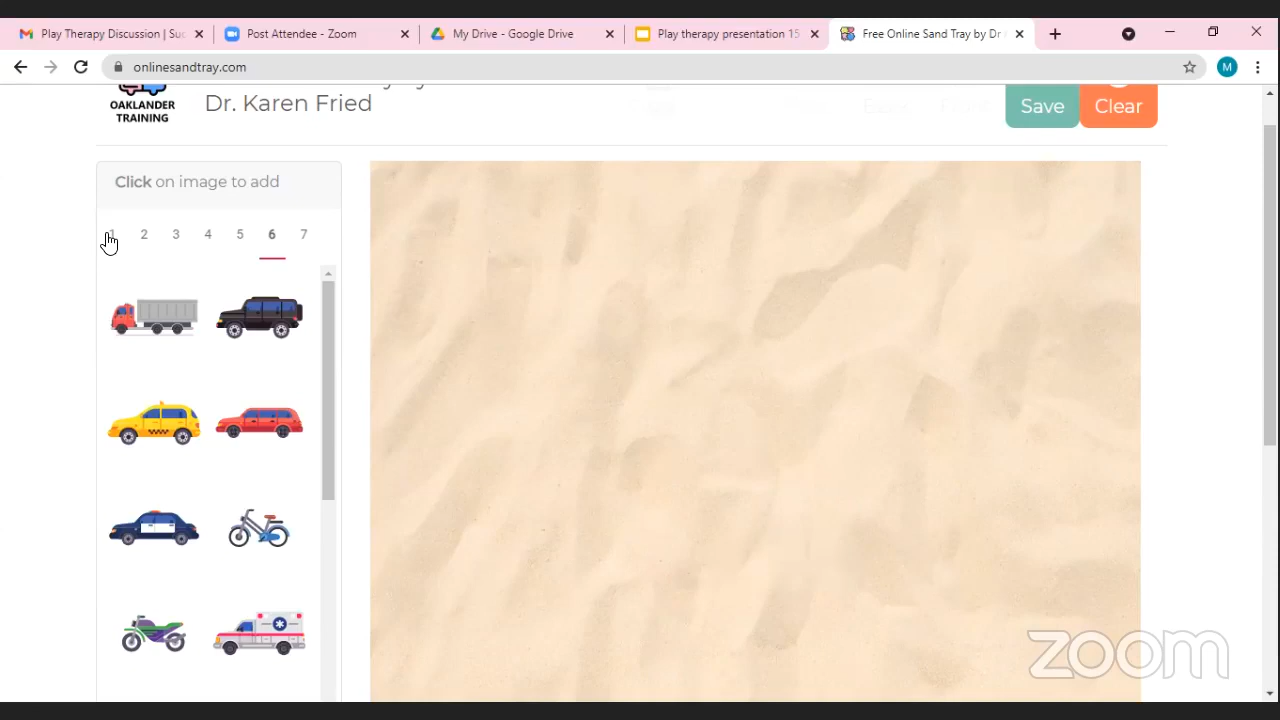 Play Therapy Discussion | Suc
Post Attendee - Zoom
My Drive - Google Drive
Play therapy presentation 15
Free Online Sand Tray by Dr
onlinesandtray.com
M
OAKLANDER
TRAINING
Dr. Karen Fried
Save
Clear
Click on image to add
1 2 3 4 5 6 7
zoom